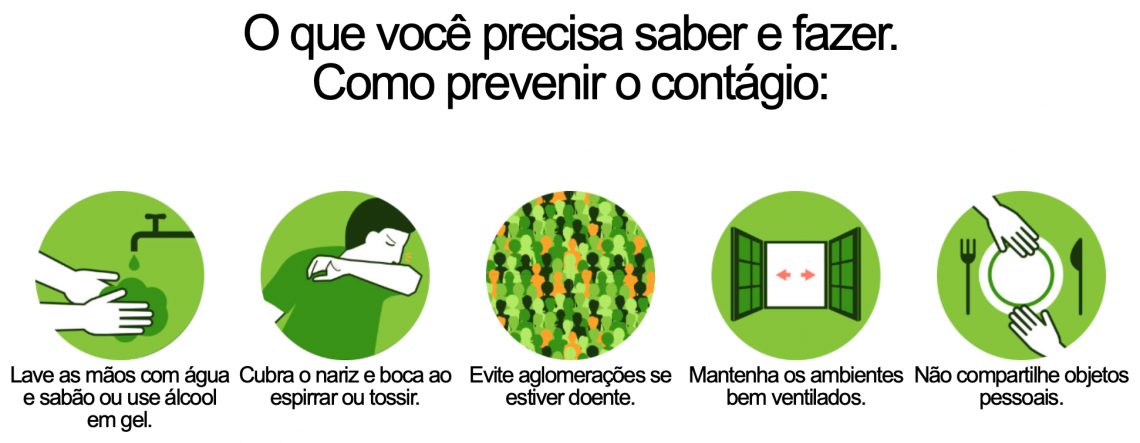 O que você precisa saber e fazer.
Como prevenir o contágio:
Lave as mãos com água
e sabão ou use álcool
em gel.
Cubra o nariz e boca ao
espirrar ou tossir.
Evite aglomerações se
estiver doente.
Mantenha os ambientes
bem ventilados.
Não compartilhe objetos
pessoais.